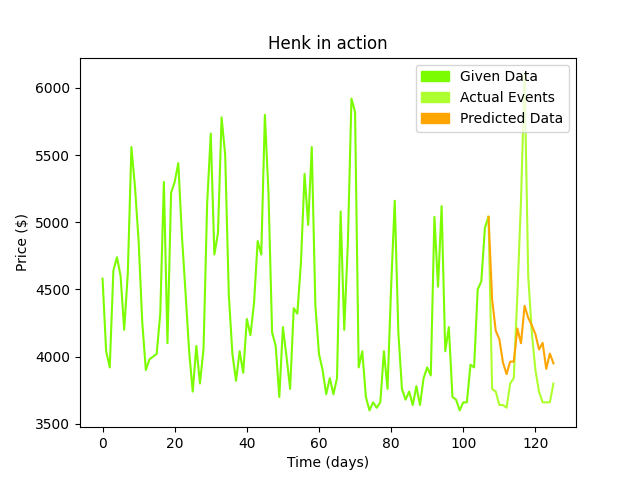 Henk in action
Given Data
Actual Events
Predicted Data
Price ($)
6000
5500
5000
4500
4000
3500
0 20 40 60 80 100 120
Time (days)